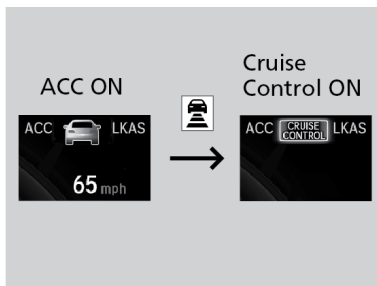 ACC ON
ACC LKAS
65 mph
Cruise
Control ON
ACC CRUISE CONTROL LKAS